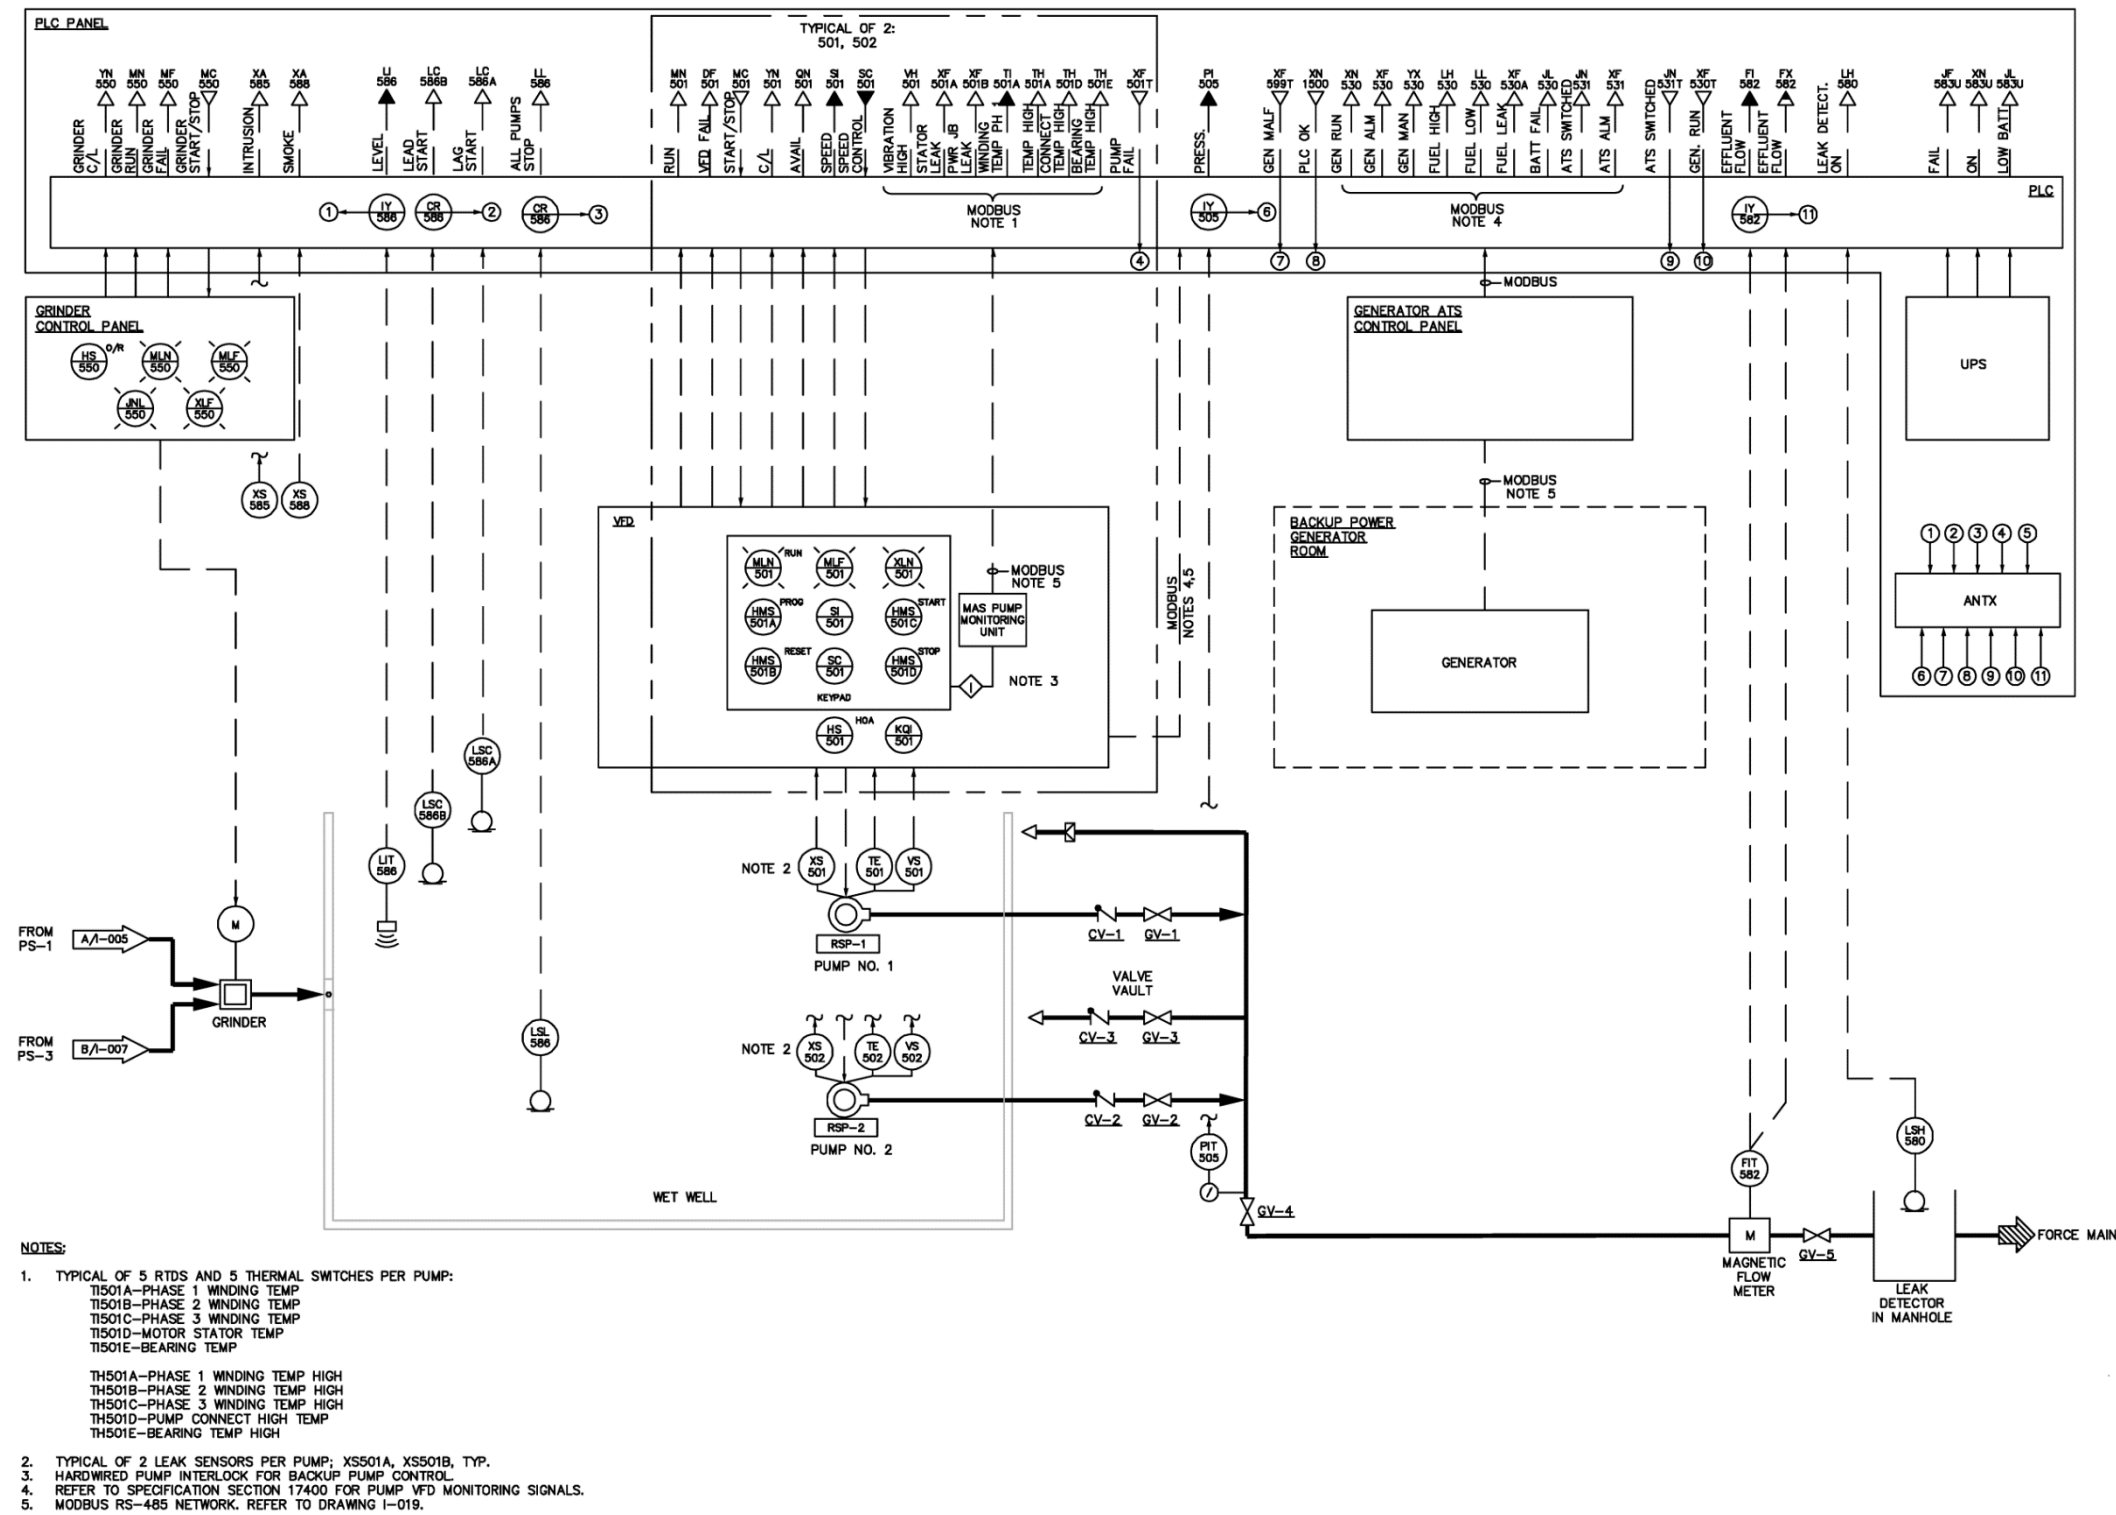 PLC PANEL
TYPICAL OF 2:
501, 502
YN
550
MN
550
MF
550
MC
550
XA
585
XA
588
LI
586
LC
586B
LC
586A
LL
586
MN
501
DF
501
MC
501
YN
501
QN
501
SI
501
SC
501
VH
501
XF
501A
XF
501B
TI
501A
TH
501A
TH
501D
TH
501E
XF
501T
PI
505
XF
599T
XN
1500
XN
530
XF
530
YX
530
LH
530
LL
530
XF
530A
JL
530
JN
531
XF
531
JN
531T
XF
530T
FI
582
FX
582
LH
580
JF
583U
XN
583U
JL
583U
GRINDER
C/L
GRINDER
RUN
GRINDER
FAIL
GRINDER
START/STOP
INTRUSION
SMOKE
LEVEL
LEAD
START
LAG
START
ALL PUMPS
STOP
RUN
VFD FAIL
START/STOP
C/L
AVAIL
SPEED
SPEED
CONTROL
VIBRATION
HIGH
STATOR
LEAK
PWR JB
LEAK
WINDING
TEMP PH 1
TEMP HIGH
CONNECT
TEMP HIGH
BEARING
TEMP HIGH
PUMP
FAIL
PRESS.
GEN MALF
PLC OK
GEN RUN
GEN ALM
GEN MAN
FUEL HIGH
FUEL LOW
FUEL LEAK
BATT FAIL
ATS SWITCHED
ATS ALM
ATS SWITCHED
GEN. RUN
EFFLUENT
FLOW
EFFLUENT
FLOW
LEAK DETECT.
ON
FAIL
ON
LOW BATT
PLC
1
IY
586
CR
586
2
CR
586
3
MODBUS
NOTE 1
IY
505
6
MODBUS
NOTE 4
IY
582
11
4
7
8
9
10
MODBUS
GRINDER
CONTROL PANEL
HS
550
O/R
MLN
550
MLF
550
JNL
550
XLF
550
GENERATOR ATS
CONTROL PANEL
UPS
XS
585
XS
588
MODBUS
NOTE 5
VFD
MLN
501
RUN
MLF
501
XLN
501
HMS
501A
PROG
SI
501
HMS
501C
START
HMS
501B
RESET
SC
501
HMS
501D
STOP
KEYPAD
HS
501
HOA
KQI
501
MODBUS
NOTE 5
MAS PUMP
MONITORING
UNIT
I
NOTE 3
MODBUS
NOTES 4,5
BACKUP POWER
GENERATOR
ROOM
GENERATOR
1 2 3 4 5
ANTX
6 7 8 9 10 11
LSC
586A
LSC
586B
LIT
586
NOTE 2
XS
501
TE
501
VS
501
RSP-1
PUMP NO. 1
CV-1
GV-1
FROM
PS-1
A/I-005
M
GRINDER
VALVE
VAULT
CV-3
GV-3
FROM
PS-3
B/I-007
LSL
586
NOTE 2
XS
502
TE
502
VS
502
RSP-2
PUMP NO. 2
CV-2
GV-2
PIT
505
GV-4
LSH
580
FIT
582
M
MAGNETIC
FLOW
METER
GV-5
FORCE MAIN
LEAK
DETECTOR
IN MANHOLE
WET WELL
NOTES:
1. TYPICAL OF 5 RTDS AND 5 THERMAL SWITCHES PER PUMP:
TI501A-PHASE 1 WINDING TEMP
TI501B-PHASE 2 WINDING TEMP
TI501C-PHASE 3 WINDING TEMP
TI501D-MOTOR STATOR TEMP
TI501E-BEARING TEMP
TH501A-PHASE 1 WINDING TEMP HIGH
TH501B-PHASE 2 WINDING TEMP HIGH
TH501C-PHASE 3 WINDING TEMP HIGH
TH501D-PUMP CONNECT HIGH TEMP
TH501E-BEARING TEMP HIGH
2. TYPICAL OF 2 LEAK SENSORS PER PUMP; XS501A, XS501B, TYP.
3. HARDWIRED PUMP INTERLOCK FOR BACKUP PUMP CONTROL.
4. REFER TO SPECIFICATION SECTION 17400 FOR PUMP VFD MONITORING SIGNALS.
5. MODBUS RS-485 NETWORK. REFER TO DRAWING I-019.